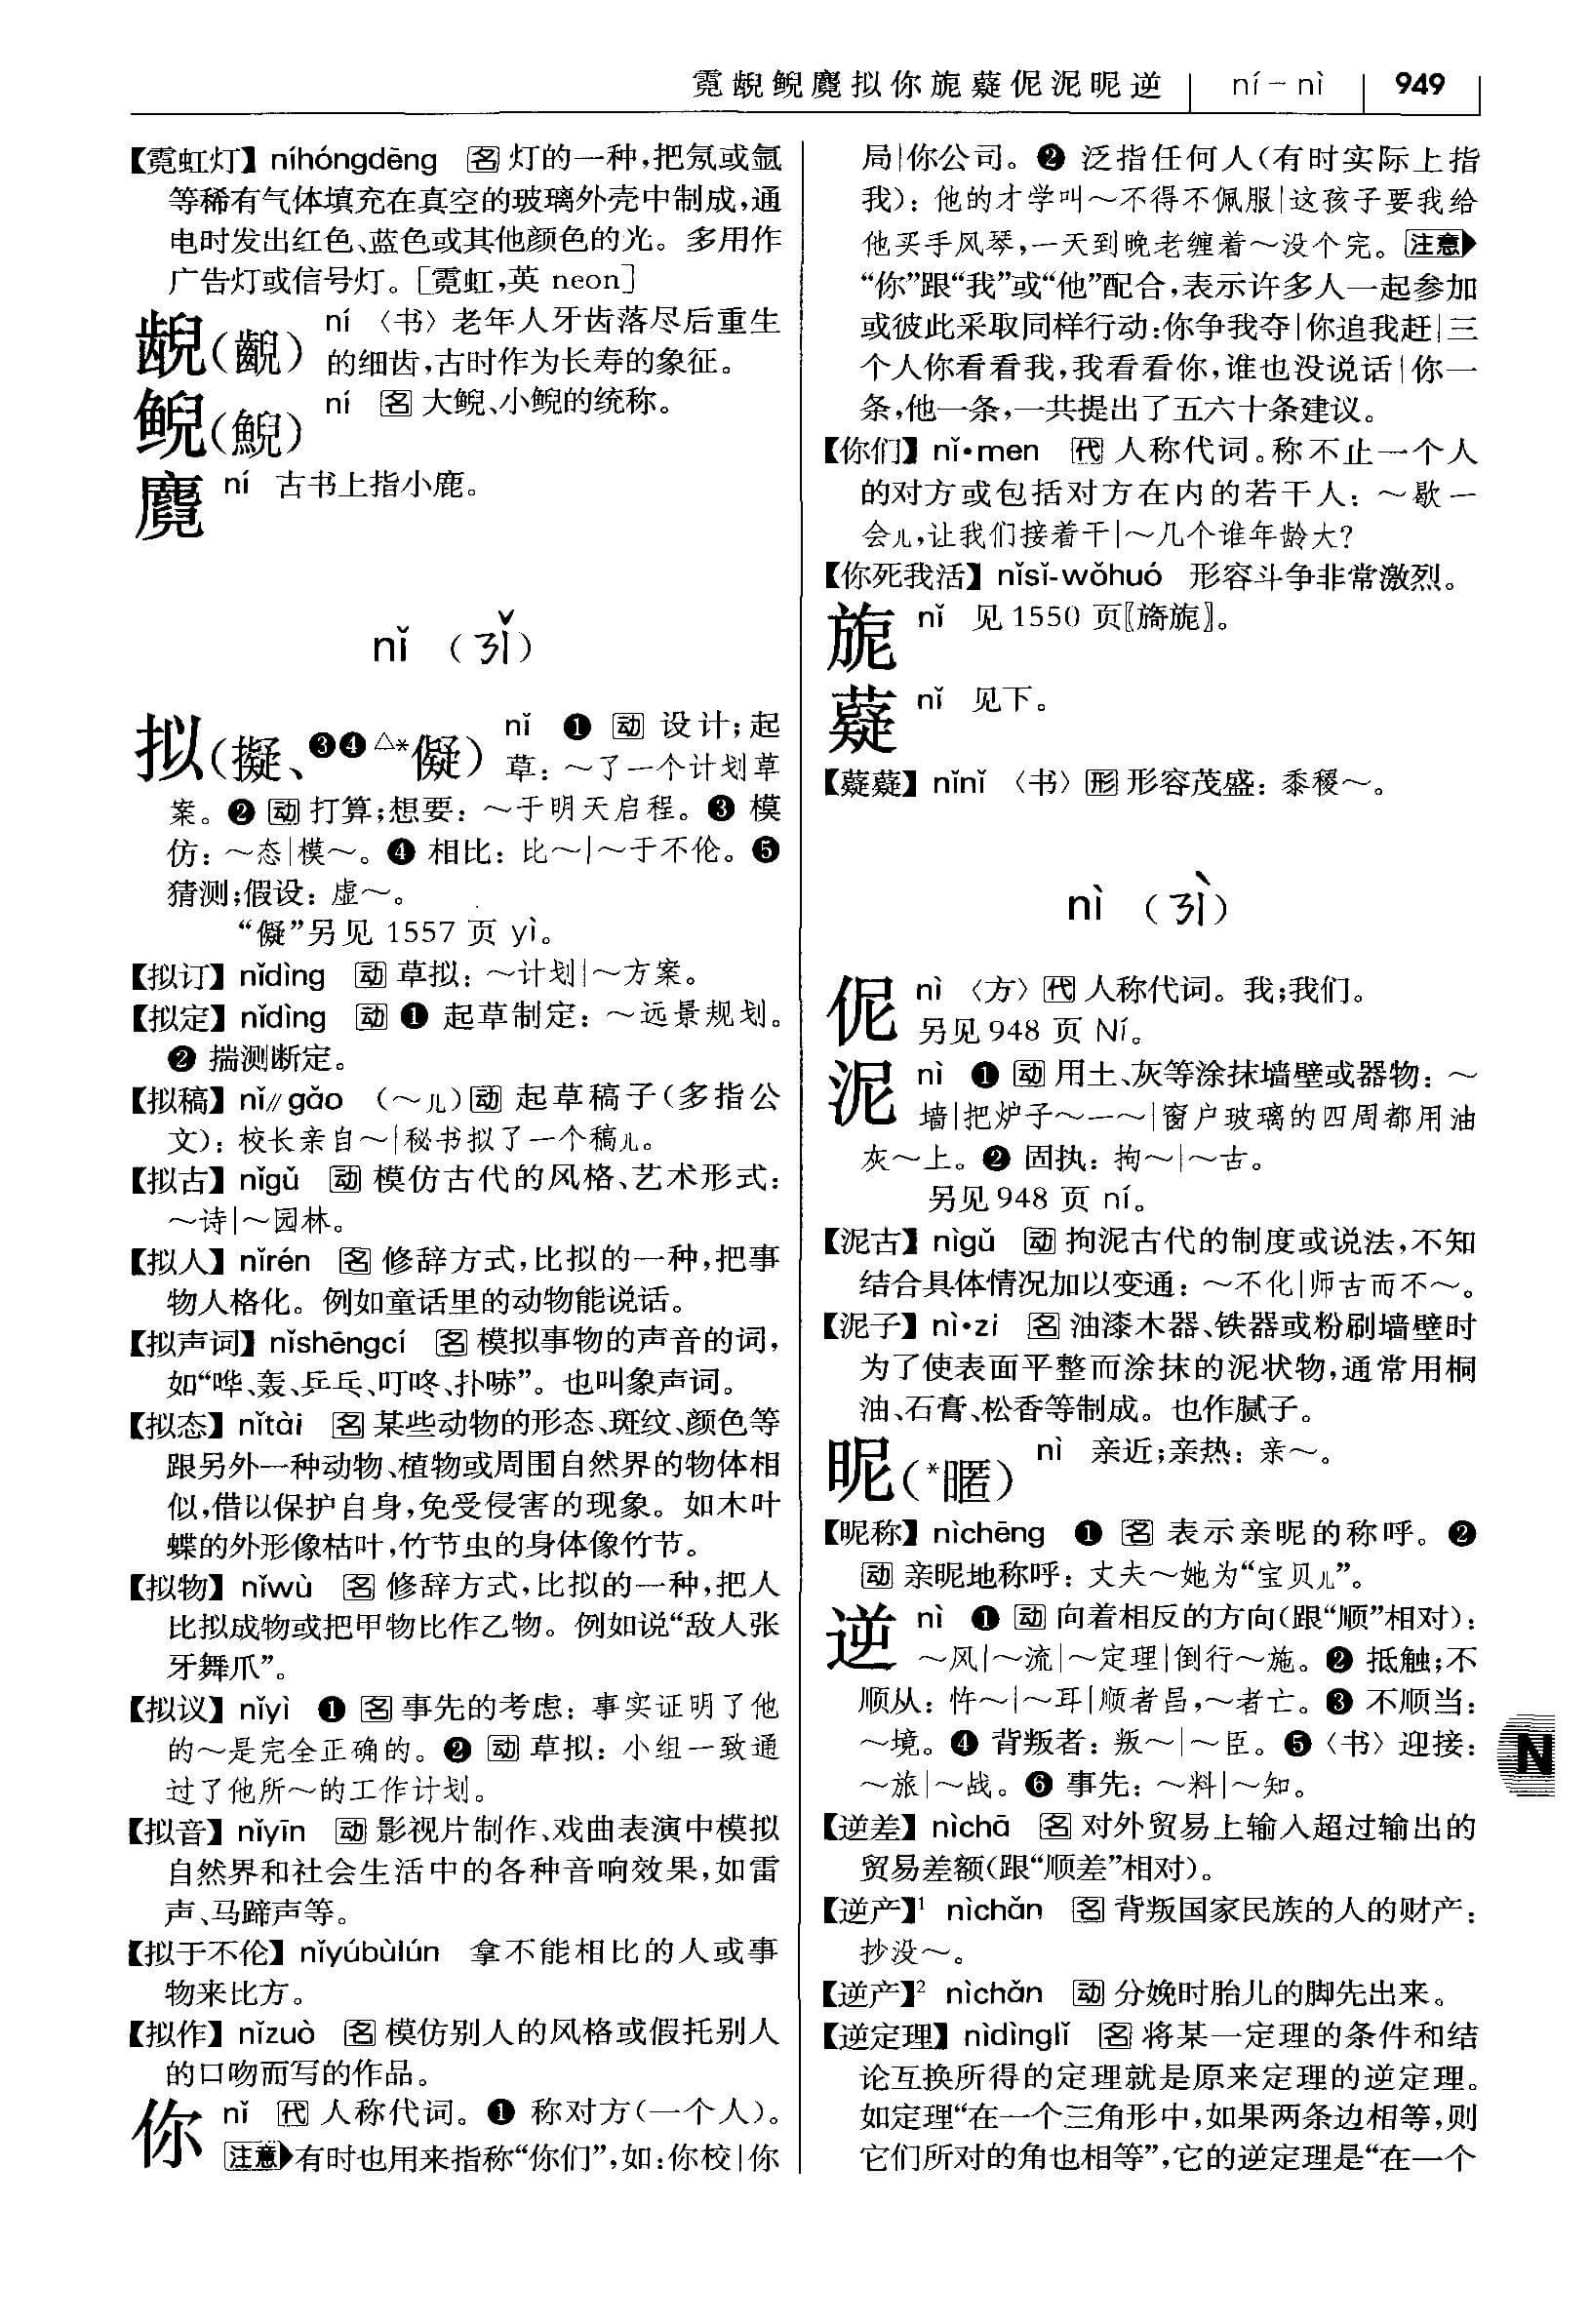 霓龊鲵麑拟你旎薿伲泥昵逆 ní－nì 949
【霓虹灯】níhóngdēng 名 灯的一种，把氖或氩
等稀有气体填充在真空的玻璃外壳中制成，通
电时发出红色、蓝色或其他颜色的光。多用作
广告灯或信号灯。［霓虹，英 neon］
齯（齯） ní 〈书〉老年人牙齿落尽后重生
的细齿，古时作为长寿的象征。
鲵（鯢） ní 名 大鲵、小鲵的统称。
麑 ní 古书上指小鹿。
nǐ （ㄋㄧˇ）
拟（擬、❸❹△*儗） nǐ ❶ 动 设计；起
草：～了一个计划草
案。❷ 动 打算；想要：～于明天启程。❸ 模
仿：～态｜模～。❹ 相比：比～｜～于不伦。❺
猜测；假设：虚～。
“儗”另见 1557 页 yì。
【拟订】nǐdìng 动 草拟：～计划｜～方案。
【拟定】nǐdìng 动 ❶ 起草制定：～远景规划。
❷ 揣测断定。
【拟稿】nǐ//gǎo （～儿）动 起草稿子（多指公
文）：校长亲自～｜秘书拟了一个稿儿。
【拟古】nǐgǔ 动 模仿古代的风格、艺术形式：
～诗｜～园林。
【拟人】nǐrén 名 修辞方式，比拟的一种，把事
物人格化。例如童话里的动物能说话。
【拟声词】nǐshēngcí 名 模拟事物的声音的词，
如“哗、轰、乒乓、叮咚、扑哧”。也叫象声词。
【拟态】nǐtài 名 某些动物的形态、斑纹、颜色等
跟另外一种动物、植物或周围自然界的物体相
似，借以保护自身，免受侵害的现象。如木叶
蝶的外形像枯叶，竹节虫的身体像竹节。
【拟物】nǐwù 名 修辞方式，比拟的一种，把人
比拟成物或把甲物比作乙物。例如说“敌人张
牙舞爪”。
【拟议】nǐyì ❶ 名 事先的考虑：事实证明了他
的～是完全正确的。❷ 动 草拟：小组一致通
过了他所～的工作计划。
【拟音】nǐyīn 动 影视片制作、戏曲表演中模拟
自然界和社会生活中的各种音响效果，如雷
声、马蹄声等。
【拟于不伦】nǐyúbùlún 拿不能相比的人或事
物来比方。
【拟作】nǐzuò 名 模仿别人的风格或假托别人
的口吻而写的作品。
你 nǐ 代 人称代词。❶ 称对方（一个人）。
注意▶有时也用来指称“你们”，如：你校｜你
局｜你公司。❷ 泛指任何人（有时实际上指
我）：他的才学叫～不得不佩服｜这孩子要我给
他买手风琴，一天到晚老缠着～没个完。注意▶
“你”跟“我”或“他”配合，表示许多人一起参加
或彼此采取同样行动：你争我夺｜你追我赶｜三
个人你看看我，我看看你，谁也没说话｜你一
条，他一条，一共提出了五六十条建议。
【你们】nǐ·men 代 人称代词。称不止一个人
的对方或包括对方在内的若干人：～歇一
会儿，让我们接着干｜～几个谁年龄大？
【你死我活】nǐsǐ-wǒhuó 形容斗争非常激烈。
旎 nǐ 见 1550 页〖旖旎〗。
薿 nǐ 见下。
【薿薿】nǐnǐ 〈书〉形 形容茂盛：黍稷～。
nì （ㄋㄧˋ）
伲 nì 〈方〉代 人称代词。我；我们。
另见 948 页 Ní。
泥 nì ❶ 动 用土、灰等涂抹墙壁或器物：～
墙｜把炉子～一～｜窗户玻璃的四周都用油
灰～上。❷ 固执：拘～｜～古。
另见 948 页 ní。
【泥古】nìgǔ 动 拘泥古代的制度或说法，不知
结合具体情况加以变通：～不化｜师古而不～。
【泥子】nì·zi 名 油漆木器、铁器或粉刷墙壁时
为了使表面平整而涂抹的泥状物，通常用桐
油、石膏、松香等制成。也作腻子。
昵（*暱） nì 亲近；亲热：亲～。
【昵称】nìchēng ❶ 名 表示亲昵的称呼。❷
动 亲昵地称呼：丈夫～她为“宝贝儿”。
逆 nì ❶ 动 向着相反的方向（跟“顺”相对）：
～风｜～流｜～定理｜倒行～施。❷ 抵触；不
顺从：忤～｜～耳｜顺者昌，～者亡。❸ 不顺当：
～境。❹ 背叛者：叛～｜～臣。❺〈书〉迎接：
～旅｜～战。❻ 事先：～料｜～知。
【逆差】nìchā 名 对外贸易上输入超过输出的
贸易差额（跟“顺差”相对）。
【逆产】¹ nìchǎn 名 背叛国家民族的人的财产：
抄没～。
【逆产】² nìchǎn 动 分娩时胎儿的脚先出来。
【逆定理】nìdìnglǐ 名 将某一定理的条件和结
论互换所得的定理就是原来定理的逆定理。
如定理“在一个三角形中，如果两条边相等，则
它们所对的角也相等”，它的逆定理是“在一个
N